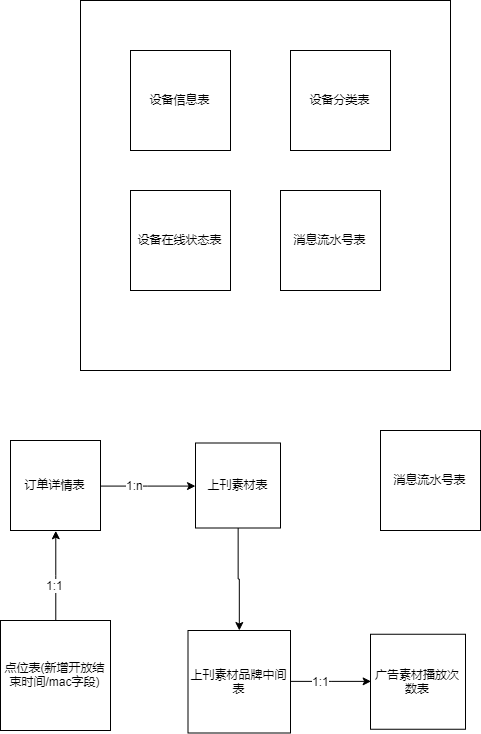 设备信息表
设备分类表
设备在线状态表
消息流水号表
订单详情表
1:n
上刊素材表
消息流水号表
1:1
点位表(新增开放结
束时间/mac字段)
上刊素材品牌中间
表
1:1
广告素材播放次
数表